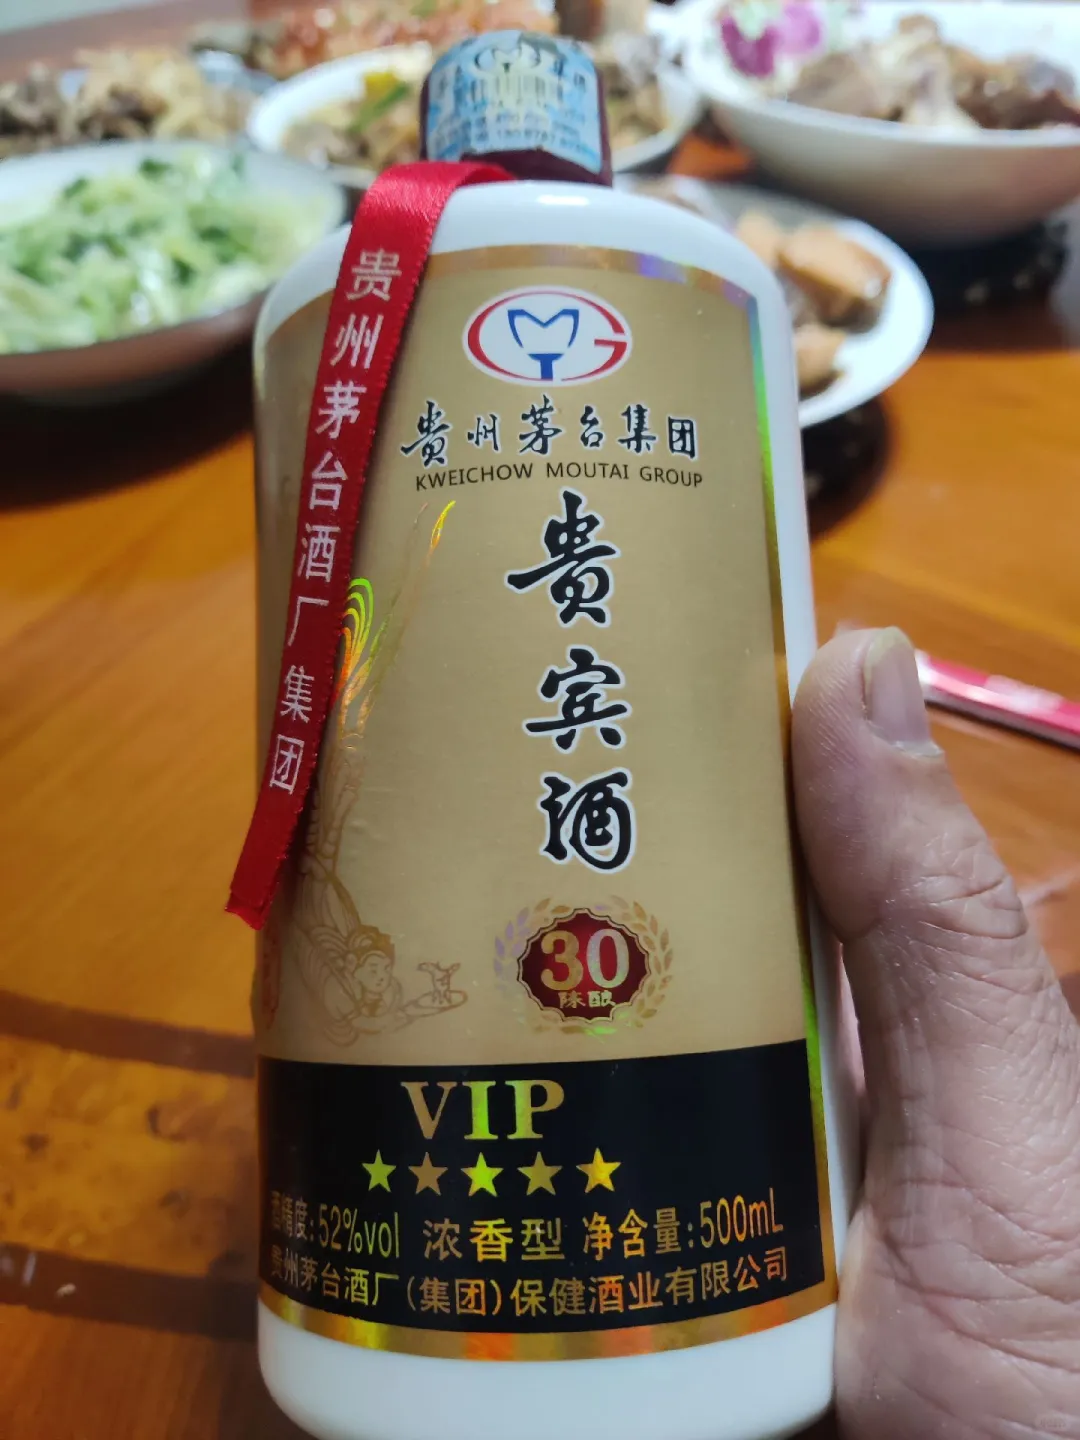 贵州茅台酒厂集团
MG
贵州茅台集团
KWEICHOW MOUTAI GROUP
贵宾酒
30
陈酿
VIP
酒精度:52%vol 浓香型 净含量:500mL
贵州茅台酒厂(集团)保健酒业有限公司